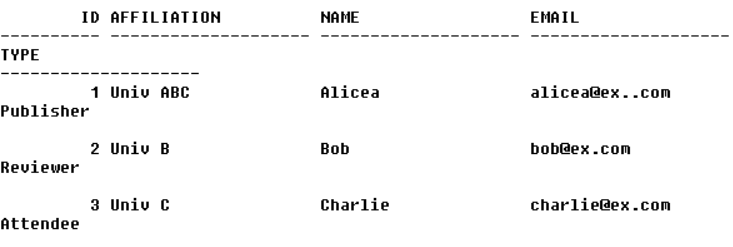 ID AFFILIATION NAME EMAIL
---------- -------------------- -------------------- --------------------
TYPE
--------------------
1 Univ ABC Alicea alicea@ex..com
Publisher
2 Univ B Bob bob@ex.com
Reviewer
3 Univ C Charlie charlie@ex.com
Attendee